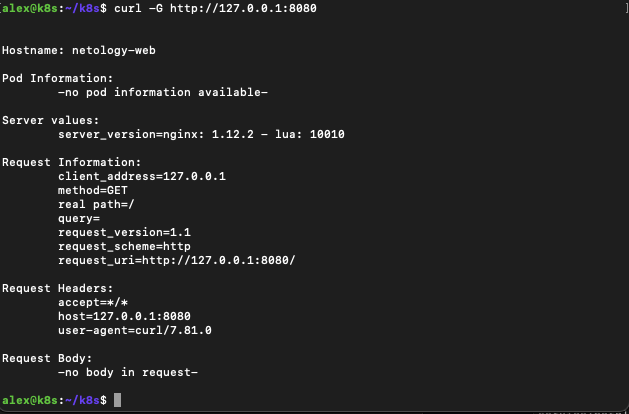 [alex@k8s:~/k8s$ curl -G http://127.0.0.1:8080 ]
Hostname: netology-web
Pod Information:
-no pod information available-
Server values:
server_version=nginx: 1.12.2 - lua: 10010
Request Information:
client_address=127.0.0.1
method=GET
real path=/
query=
request_version=1.1
request_scheme=http
request_uri=http://127.0.0.1:8080/
Request Headers:
accept=*/*
host=127.0.0.1:8080
user-agent=curl/7.81.0
Request Body:
-no body in request-
alex@k8s:~/k8s$